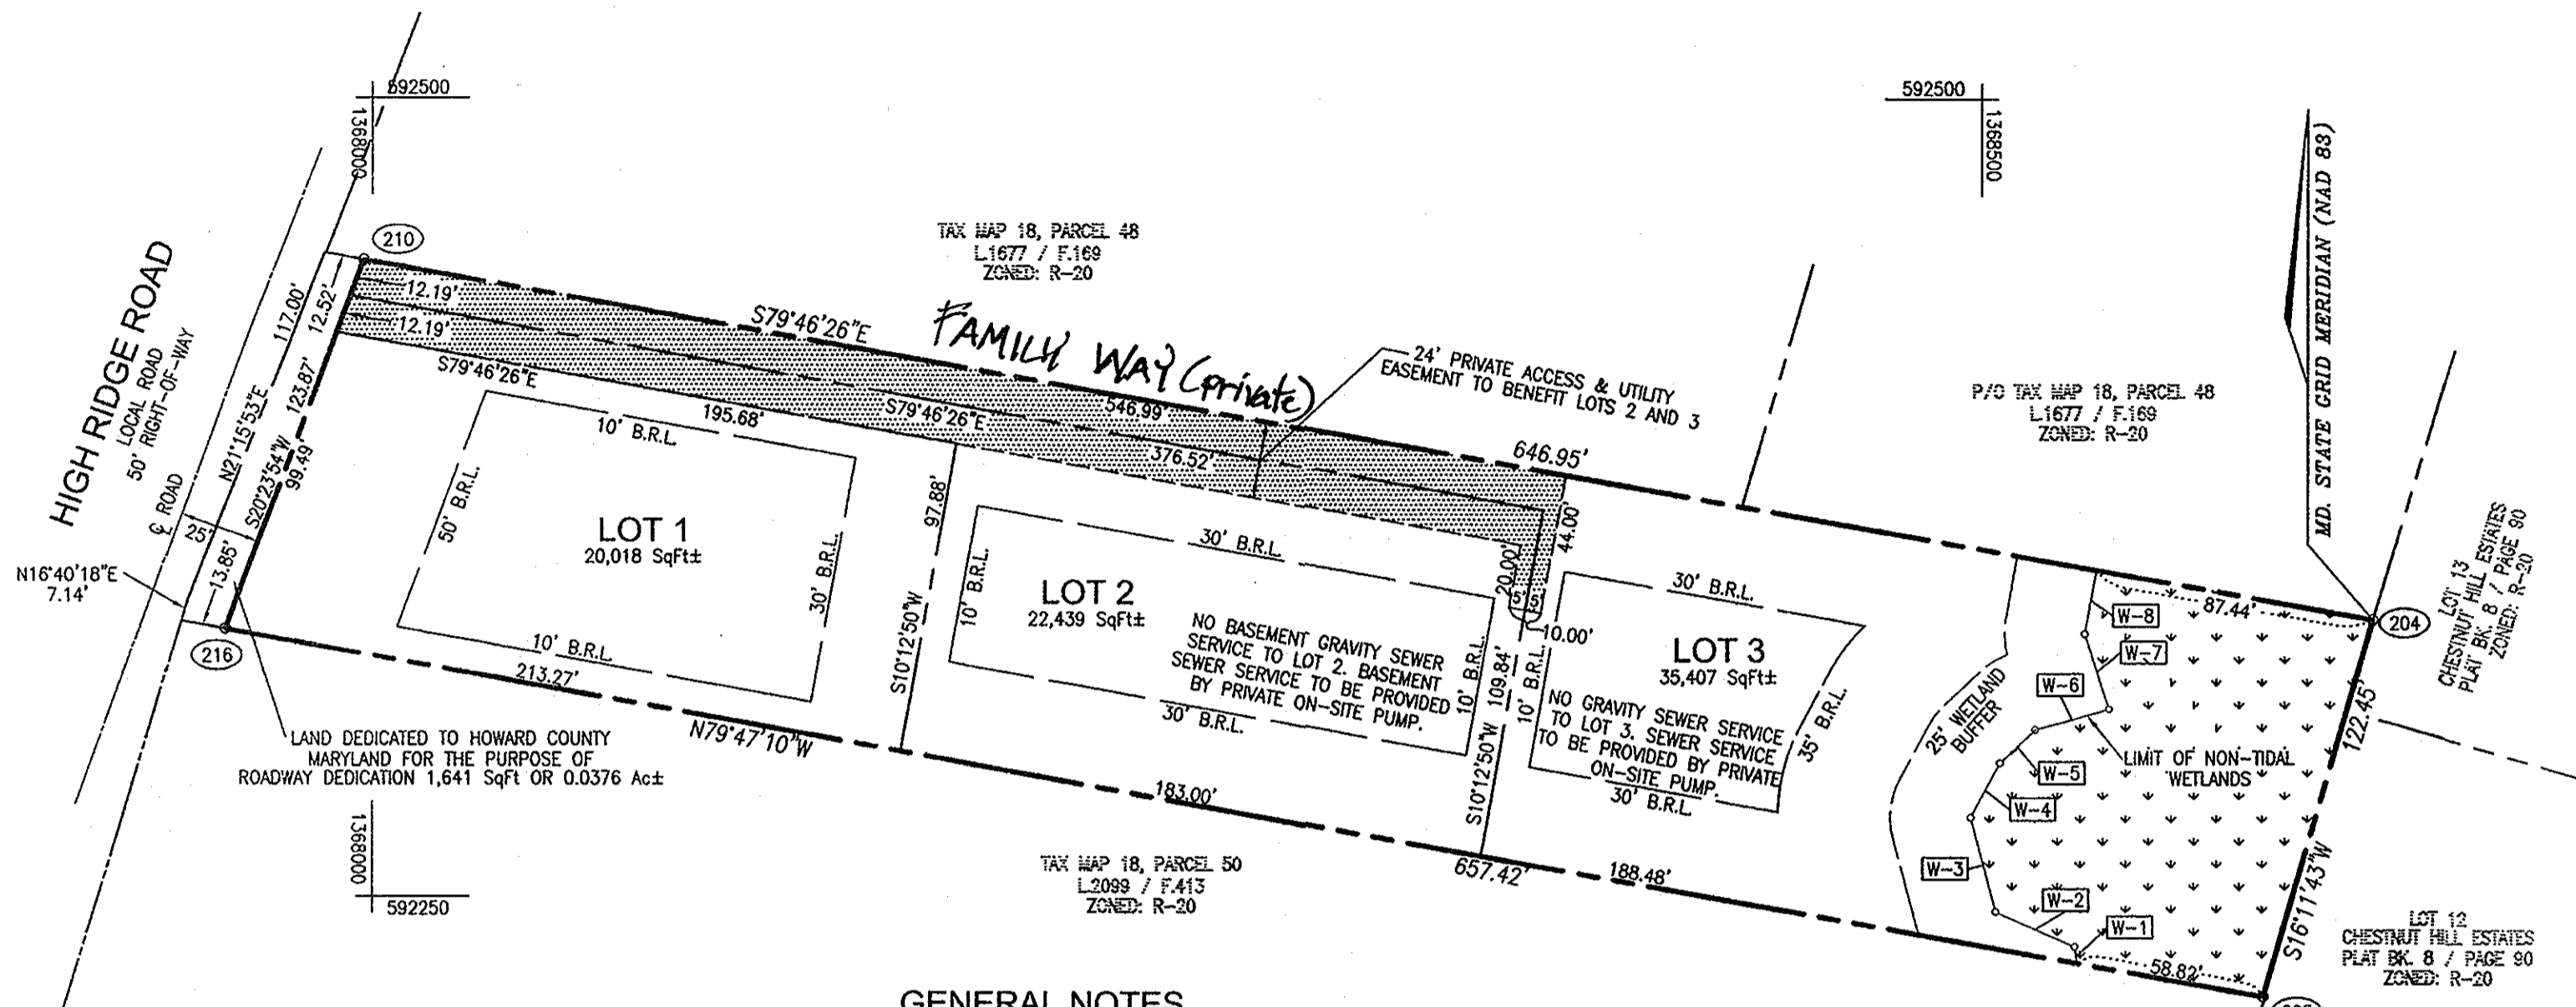 592500
1368000
592500
1368500
MD. STATE GRID MERIDIAN (NAD 83)
HIGH RIDGE ROAD
LOCAL ROAD
50' RIGHT-OF-WAY
℄ ROAD
25'
N16°40'18"E
7.14'
210
117.00'
N21°15'53"E
12.52'
123.87'
S20°23'54"W
99.49'
13.85'
216
12.19'
12.19'
TAX MAP 18, PARCEL 48
L.1677 / F.169
ZONED: R-20
S79°46'26"E
FAMILY WAY (private)
546.99'
646.95'
S79°46'26"E
195.68'
S79°46'26"E
376.52'
24' PRIVATE ACCESS & UTILITY
EASEMENT TO BENEFIT LOTS 2 AND 3
P/O TAX MAP 18, PARCEL 48
L.1677 / F.169
ZONED: R-20
LOT 13
CHESTNUT HILL ESTATES
PLAT BK. 8 / PAGE 90
ZONED: R-20
10' B.R.L.
50' B.R.L.
LOT 1
20,018 SqFt±
30' B.R.L.
10' B.R.L.
213.27'
97.88'
S10°12'50"W
30' B.R.L.
10' B.R.L.
LOT 2
22,439 SqFt±
NO BASEMENT GRAVITY SEWER
SERVICE TO LOT 2. BASEMENT
SEWER SERVICE TO BE PROVIDED
BY PRIVATE ON-SITE PUMP.
10' B.R.L.
30' B.R.L.
44.00'
20.00'
5'
5'
10.00'
S10°12'50"W 109.84'
30' B.R.L.
10' B.R.L.
LOT 3
35,407 SqFt±
NO GRAVITY SEWER SERVICE
TO LOT 3. SEWER SERVICE
TO BE PROVIDED BY PRIVATE
ON-SITE PUMP.
30' B.R.L.
35' B.R.L.
25' WETLAND
BUFFER
87.44'
204
W-8
W-7
W-6
LIMIT OF NON-TIDAL
WETLANDS
W-5
W-4
W-3
W-2
W-1
58.82'
122.45'
S16°11'43"W
LAND DEDICATED TO HOWARD COUNTY
MARYLAND FOR THE PURPOSE OF
ROADWAY DEDICATION 1,641 SqFt OR 0.0376 Ac±
N79°47'10"W
183.00'
657.42'
188.48'
1368000
592250
TAX MAP 18, PARCEL 50
L.2099 / F.413
ZONED: R-20
LOT 12
CHESTNUT HILL ESTATES
PLAT BK. 8 / PAGE 90
ZONED: R-20
GENERAL NOTES